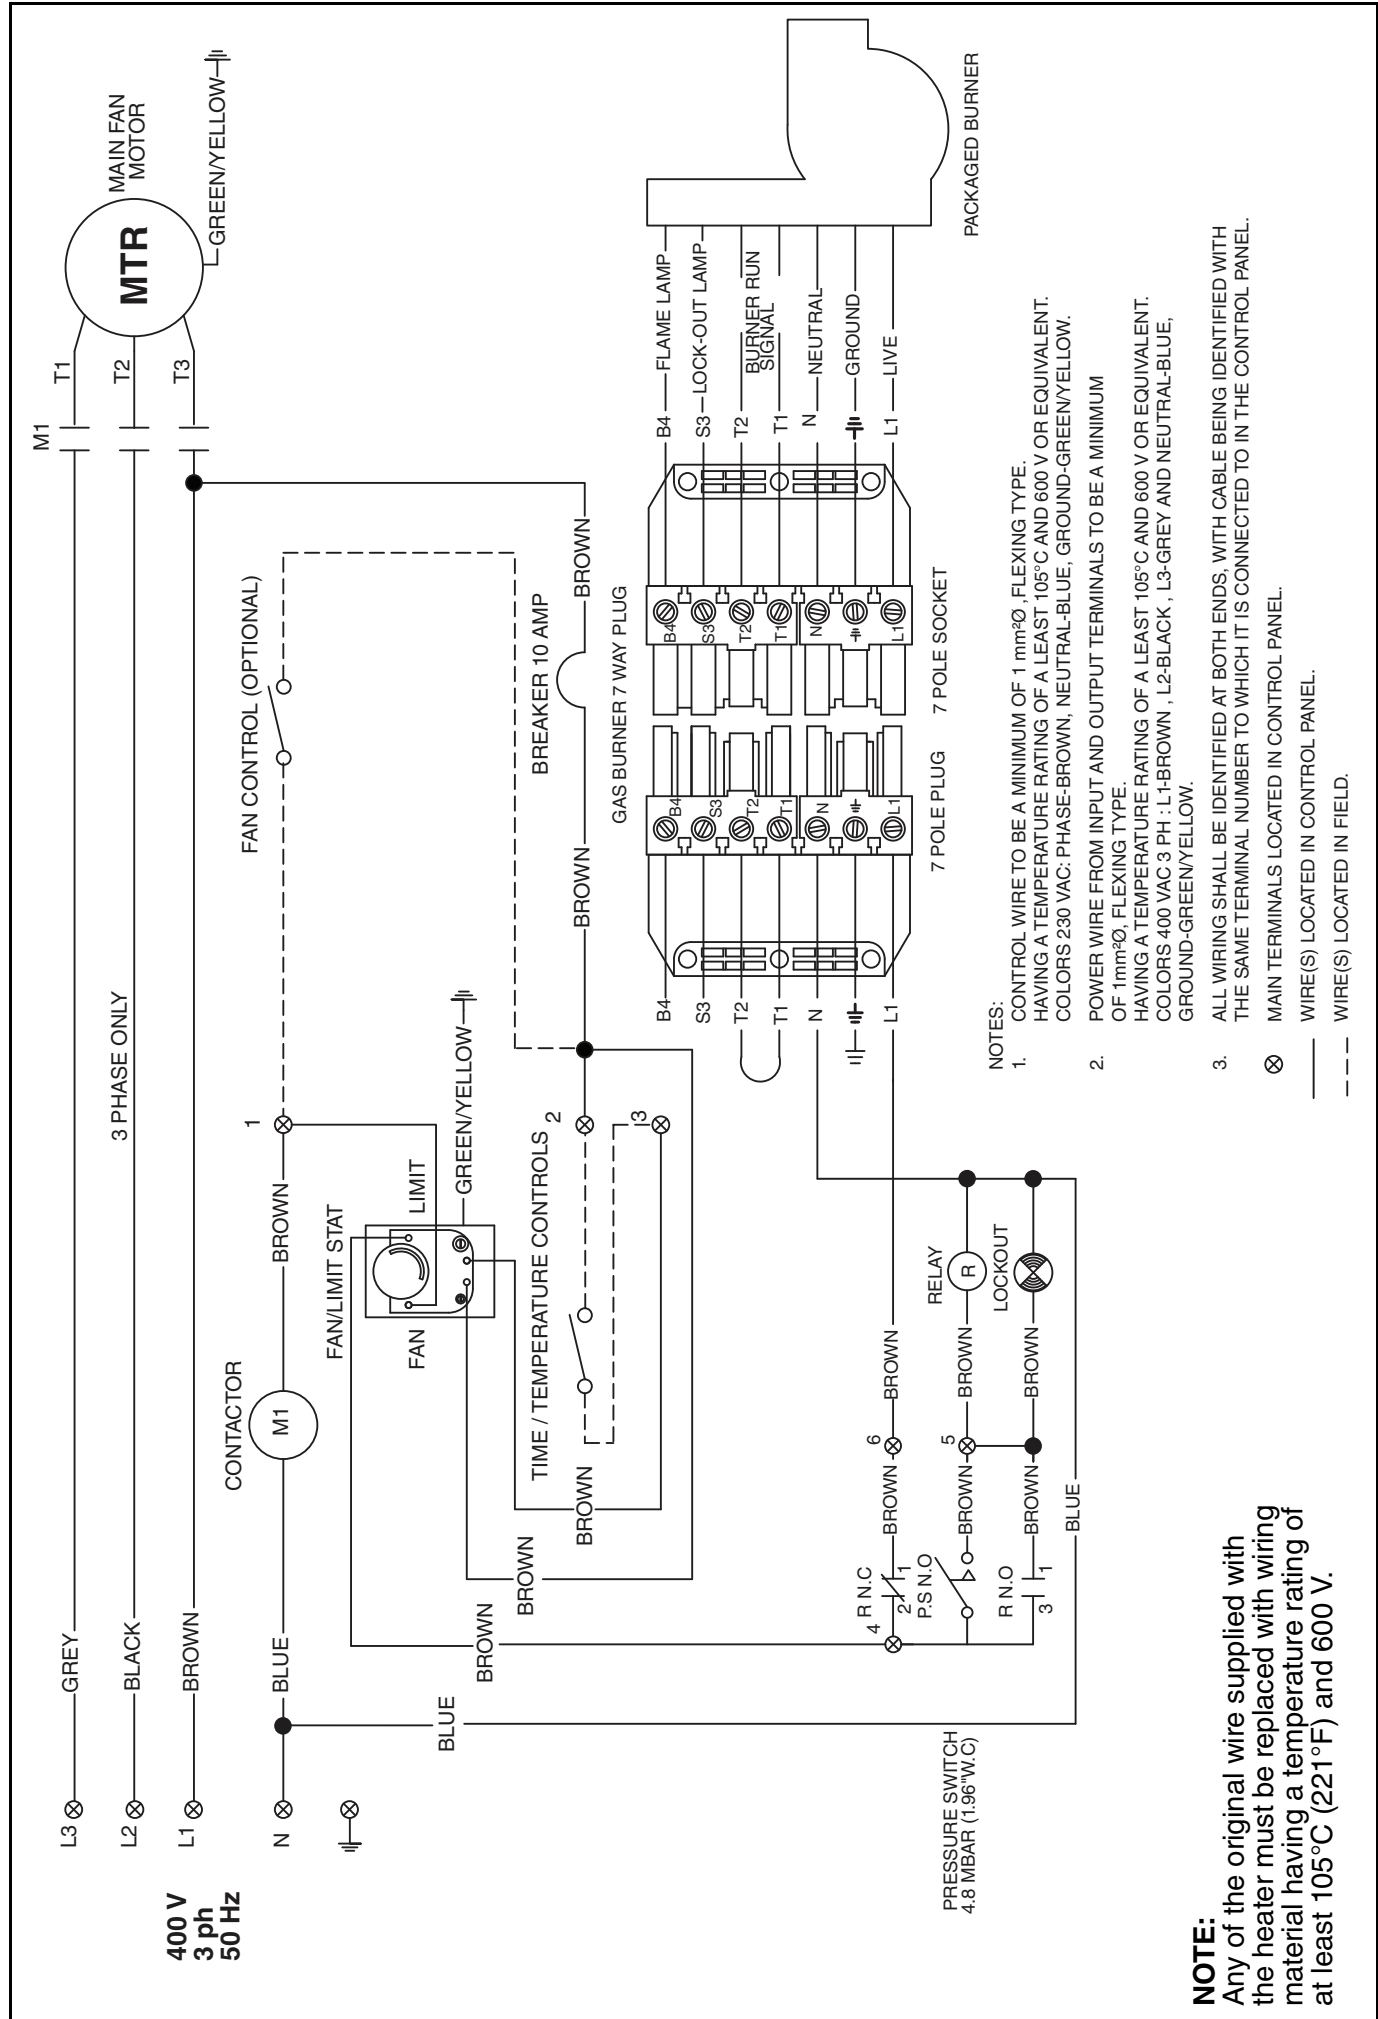 400 V
3 ph
50 Hz
L3
GREY
M1
T1
L2
BLACK
3 PHASE ONLY
T2
L1
BROWN
T3
MAIN FAN
MOTOR
MTR
GREEN/YELLOW
N
BLUE
CONTACTOR
M1
BROWN
1
FAN CONTROL (OPTIONAL)
FAN/LIMIT STAT
FAN
LIMIT
GREEN/YELLOW
BLUE
BROWN
BROWN
BROWN
TIME / TEMPERATURE CONTROLS
2
3
BROWN
BREAKER 10 AMP
BROWN
GAS BURNER 7 WAY PLUG
B4
S3
T2
T1
N
L1
B4
S3
T2
T1
N
L1
7 POLE PLUG
B4
S3
T2
T1
N
L1
7 POLE SOCKET
B4
FLAME LAMP
S3
LOCK-OUT LAMP
T2
BURNER RUN
SIGNAL
T1
N
NEUTRAL
GROUND
L1
LIVE
PACKAGED BURNER
PRESSURE SWITCH
4.8 MBAR (1.96"W.C)
4
R N.C
2
1
BROWN
6
BROWN
P.S N.O
BROWN
5
BROWN
RELAY
R
R N.O
3
1
BROWN
BROWN
LOCKOUT
BLUE
NOTES:
1. CONTROL WIRE TO BE A MINIMUM OF 1 mm²Ø ,FLEXING TYPE.
HAVING A TEMPERATURE RATING OF A LEAST 105°C AND 600 V OR EQUIVALENT.
COLORS 230 VAC: PHASE-BROWN, NEUTRAL-BLUE, GROUND-GREEN/YELLOW.
2. POWER WIRE FROM INPUT AND OUTPUT TERMINALS TO BE A MINIMUM
OF 1mm²Ø, FLEXING TYPE.
HAVING A TEMPERATURE RATING OF A LEAST 105°C AND 600 V OR EQUIVALENT.
COLORS 400 VAC 3 PH : L1-BROWN , L2-BLACK , L3-GREY AND NEUTRAL-BLUE,
GROUND-GREEN/YELLOW.
3. ALL WIRING SHALL BE IDENTIFIED AT BOTH ENDS, WITH CABLE BEING IDENTIFIED WITH
THE SAME TERMINAL NUMBER TO WHICH IT IS CONNECTED TO IN THE CONTROL PANEL.
MAIN TERMINALS LOCATED IN CONTROL PANEL.
WIRE(S) LOCATED IN CONTROL PANEL.
WIRE(S) LOCATED IN FIELD.
NOTE:
Any of the original wire supplied with
the heater must be replaced with wiring
material having a temperature rating of
at least 105°C (221°F) and 600 V.